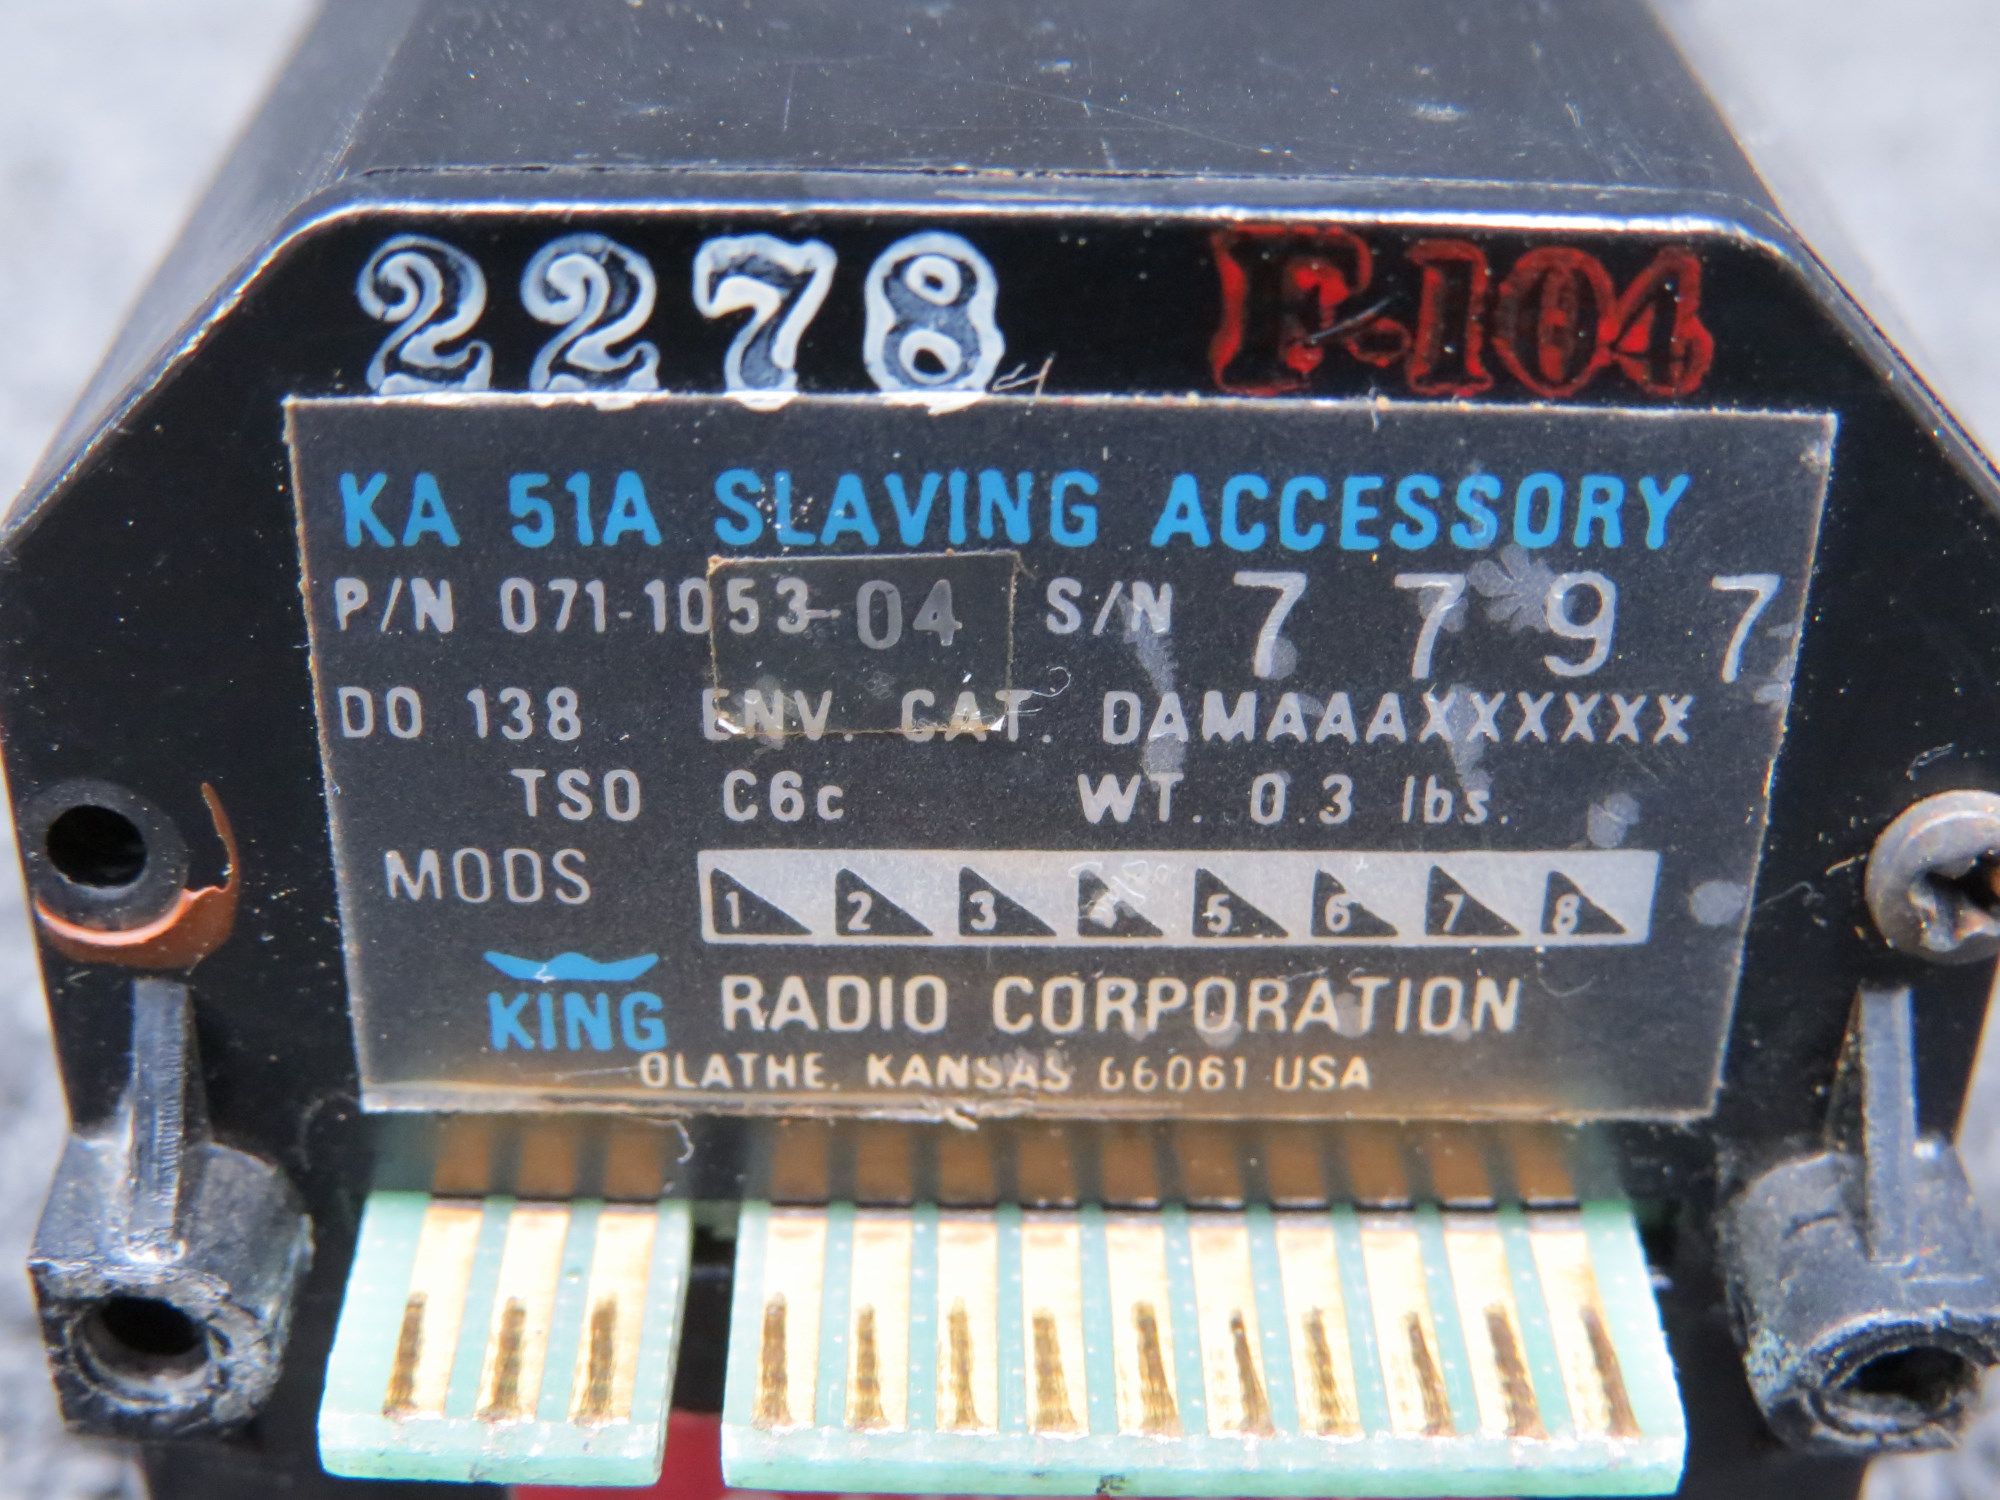 2278 F-104
KA 51A SLAVING ACCESSORY
P/N 071-1053-04 S/N 7797
DO 138 ENV. CAT. DAMAAAXXXXXX
TSO C6c WT. 0.3 lbs.
MODS 1 2 3 4 5 6 7 8
KING RADIO CORPORATION
OLATHE, KANSAS 66061 USA